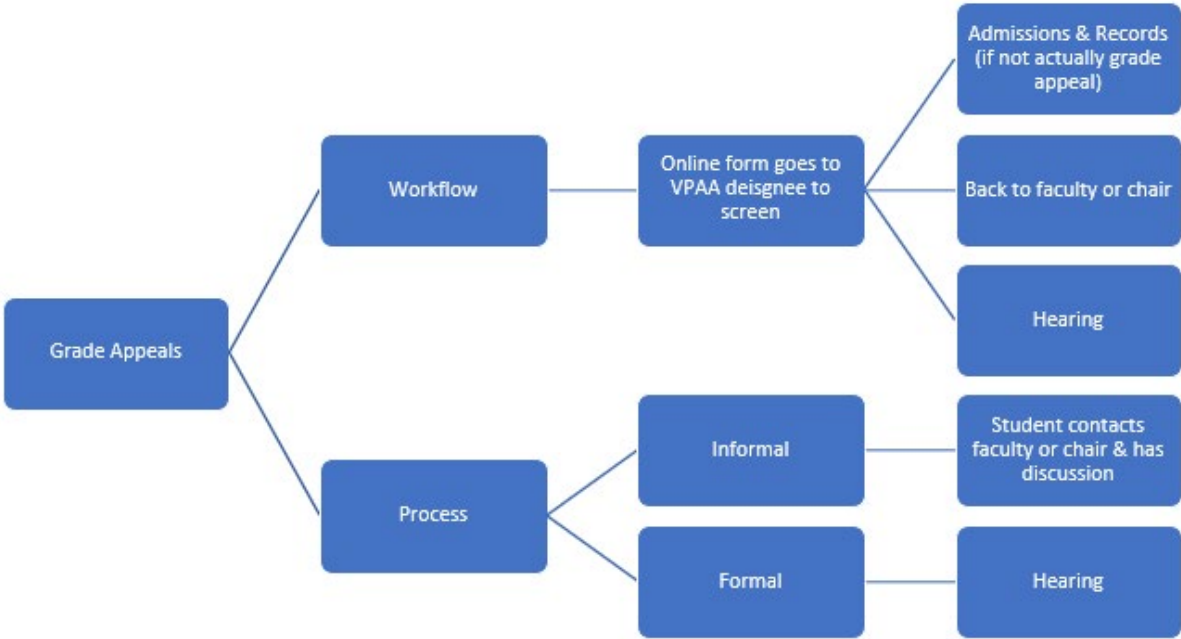 Admissions & Records
(if not actually grade
appeal)
Workflow
Online form goes to
VPAA deisgnee to
screen
Back to faculty or chair
Hearing
Grade Appeals
Process
Informal
Student contacts
faculty or chair & has
discussion
Formal
Hearing